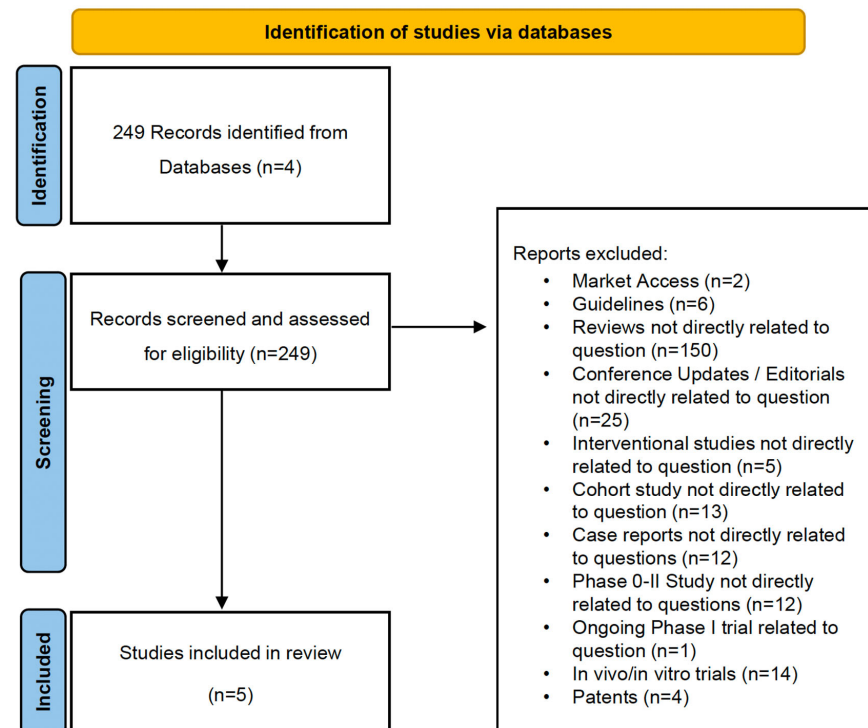 Identification of studies via databases
Identification
249 Records identified from
Databases (n=4)
Screening
Records screened and assessed
for eligibility (n=249)
Reports excluded:
• Market Access (n=2)
• Guidelines (n=6)
• Reviews not directly related to
question (n=150)
• Conference Updates / Editorials
not directly related to question
(n=25)
• Interventional studies not directly
related to question (n=5)
• Cohort study not directly related
to question (n=13)
• Case reports not directly related
to questions (n=12)
• Phase 0-II Study not directly
related to questions (n=12)
• Ongoing Phase I trial related to
question (n=1)
• In vivo/in vitro trials (n=14)
• Patents (n=4)
Included
Studies included in review
(n=5)